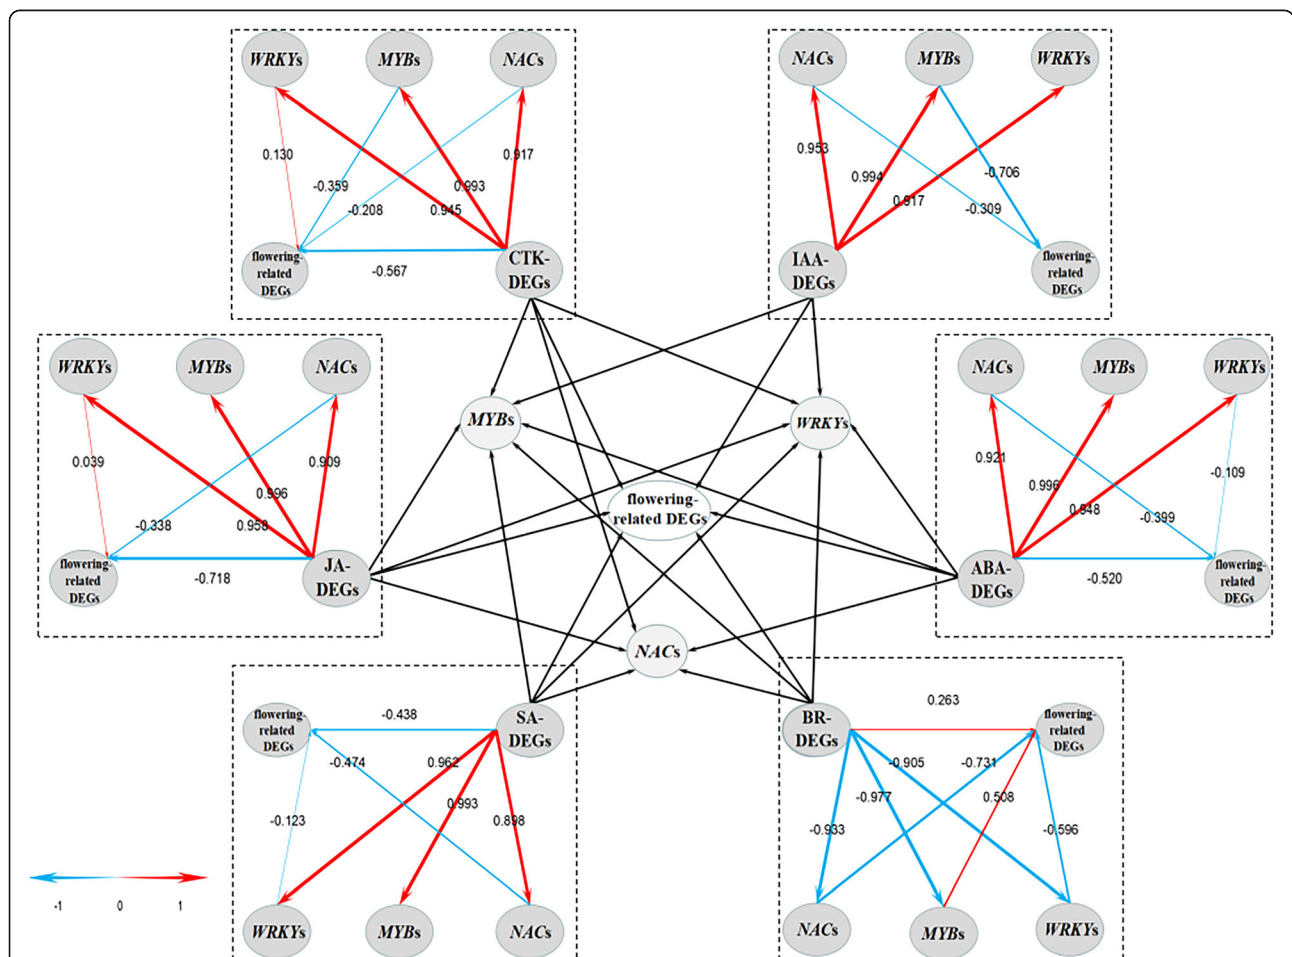 WRKYs MYBs NACs
0.130
-0.359
-0.208
0.993
0.945
0.917
flowering-
related
DEGs
-0.567
CTK-
DEGs
NACs MYBs WRKYs
0.953
0.994
0.917
-0.706
-0.309
IAA-
DEGs
flowering-
related
DEGs
WRKYs MYBs NACs
0.039
-0.338
0.996
0.958
0.909
flowering-
related
DEGs
-0.718
JA-
DEGs
MYBs
WRKYs
flowering-
related DEGs
NACs
NACs MYBs WRKYs
0.921
0.996
0.948
-0.399
-0.109
ABA-
DEGs
-0.520
flowering-
related
DEGs
flowering-
related
DEGs
-0.438
SA-
DEGs
-0.474
0.962
0.993
0.898
-0.123
WRKYs MYBs NACs
BR-
DEGs
0.263
flowering-
related
DEGs
-0.905
-0.731
-0.977
0.508
-0.933
-0.596
NACs MYBs WRKYs
-1 0 1